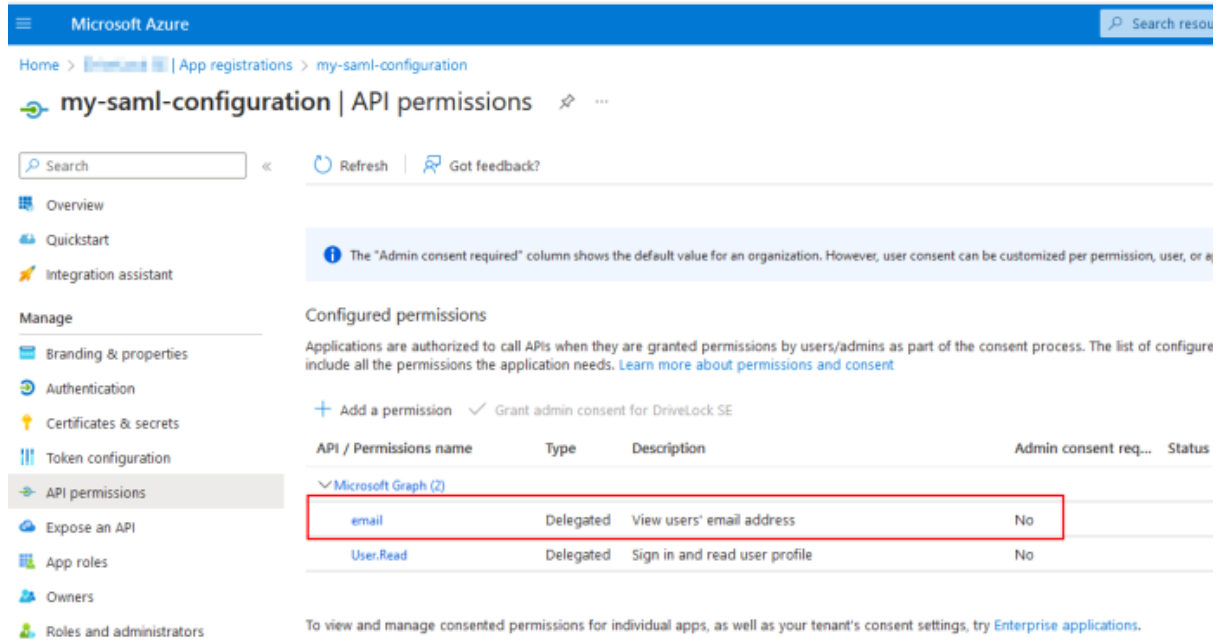 Microsoft Azure
Search resou
Home > | App registrations > my-saml-configuration
my-saml-configuration | API permissions
Search
Refresh Got feedback?
Overview
Quickstart
The "Admin consent required" column shows the default value for an organization. However, user consent can be customized per permission, user, or a
Integration assistant
Manage
Configured permissions
Branding & properties
Applications are authorized to call APIs when they are granted permissions by users/admins as part of the consent process. The list of configure
include all the permissions the application needs. Learn more about permissions and consent
Authentication
Certificates & secrets
Add a permission Grant admin consent for DriveLock SE
Token configuration
API / Permissions name Type Description Admin consent req... Status
API permissions
Microsoft Graph (2)
Expose an API
email Delegated View users' email address No
App roles
User.Read Delegated Sign in and read user profile No
Owners
Roles and administrators
To view and manage consented permissions for individual apps, as well as your tenant's consent settings, try Enterprise applications.